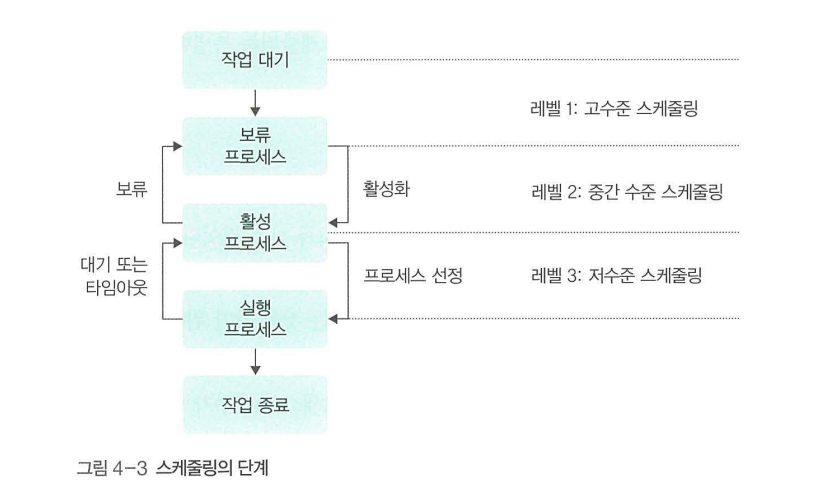 작업 대기
레벨 1: 고수준 스케줄링
보류
프로세스
보류
활성화
레벨 2: 중간 수준 스케줄링
활성
프로세스
대기 또는
타임아웃
프로세스 선정
레벨 3: 저수준 스케줄링
실행
프로세스
작업 종료
그림 4-3 스케줄링의 단계